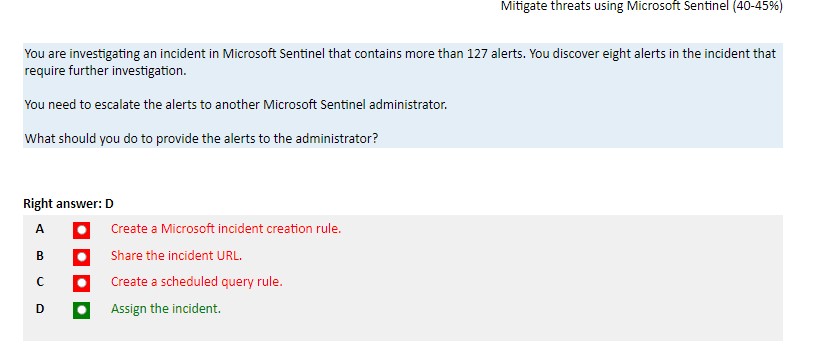 Mitigate threats using Microsoft Sentinel (40-45%)
You are investigating an incident in Microsoft Sentinel that contains more than 127 alerts. You discover eight alerts in the incident that
require further investigation.
You need to escalate the alerts to another Microsoft Sentinel administrator.
What should you do to provide the alerts to the administrator?
Right answer: D
A Create a Microsoft incident creation rule.
B Share the incident URL.
C Create a scheduled query rule.
D Assign the incident.